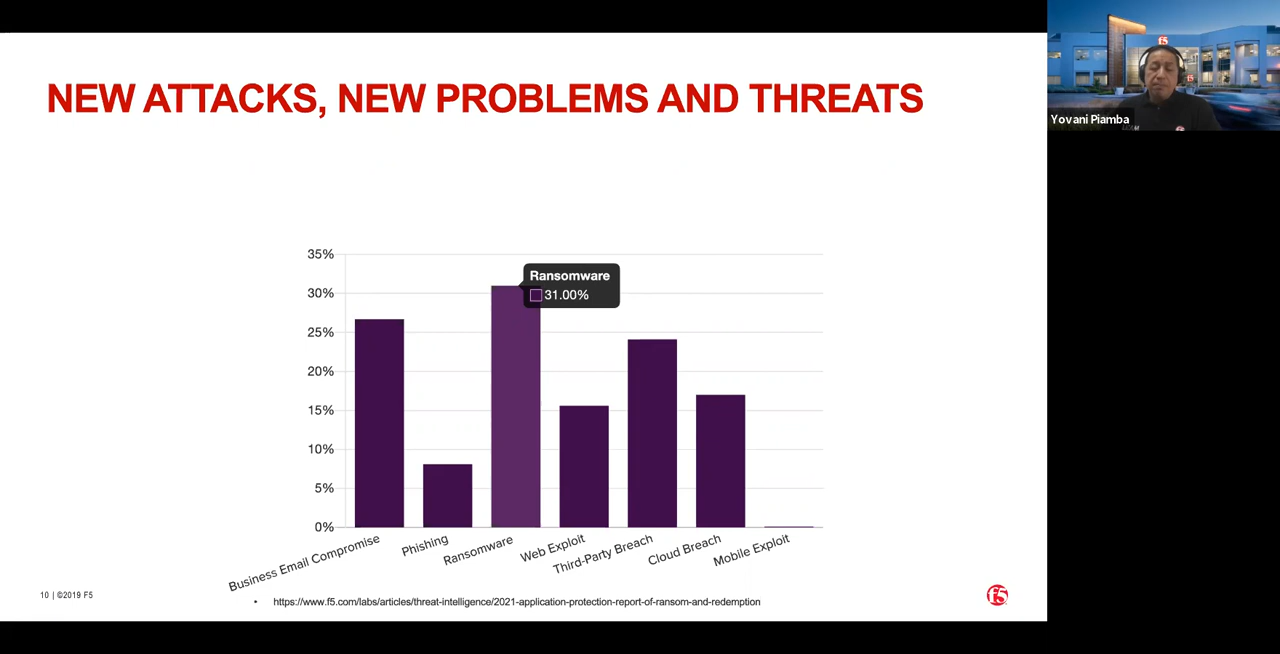 NEW ATTACKS, NEW PROBLEMS AND THREATS
f5
Yovani Piamba
35%
30%
25%
20%
15%
10%
5%
0%
Ransomware
31.00%
Business Email Compromise
Phishing
Ransomware
Web Exploit
Third-Party Breach
Cloud Breach
Mobile Exploit
10 | ©2019 F5
• https://www.f5.com/labs/articles/threat-intelligence/2021-application-protection-report-of-ransom-and-redemption
f5